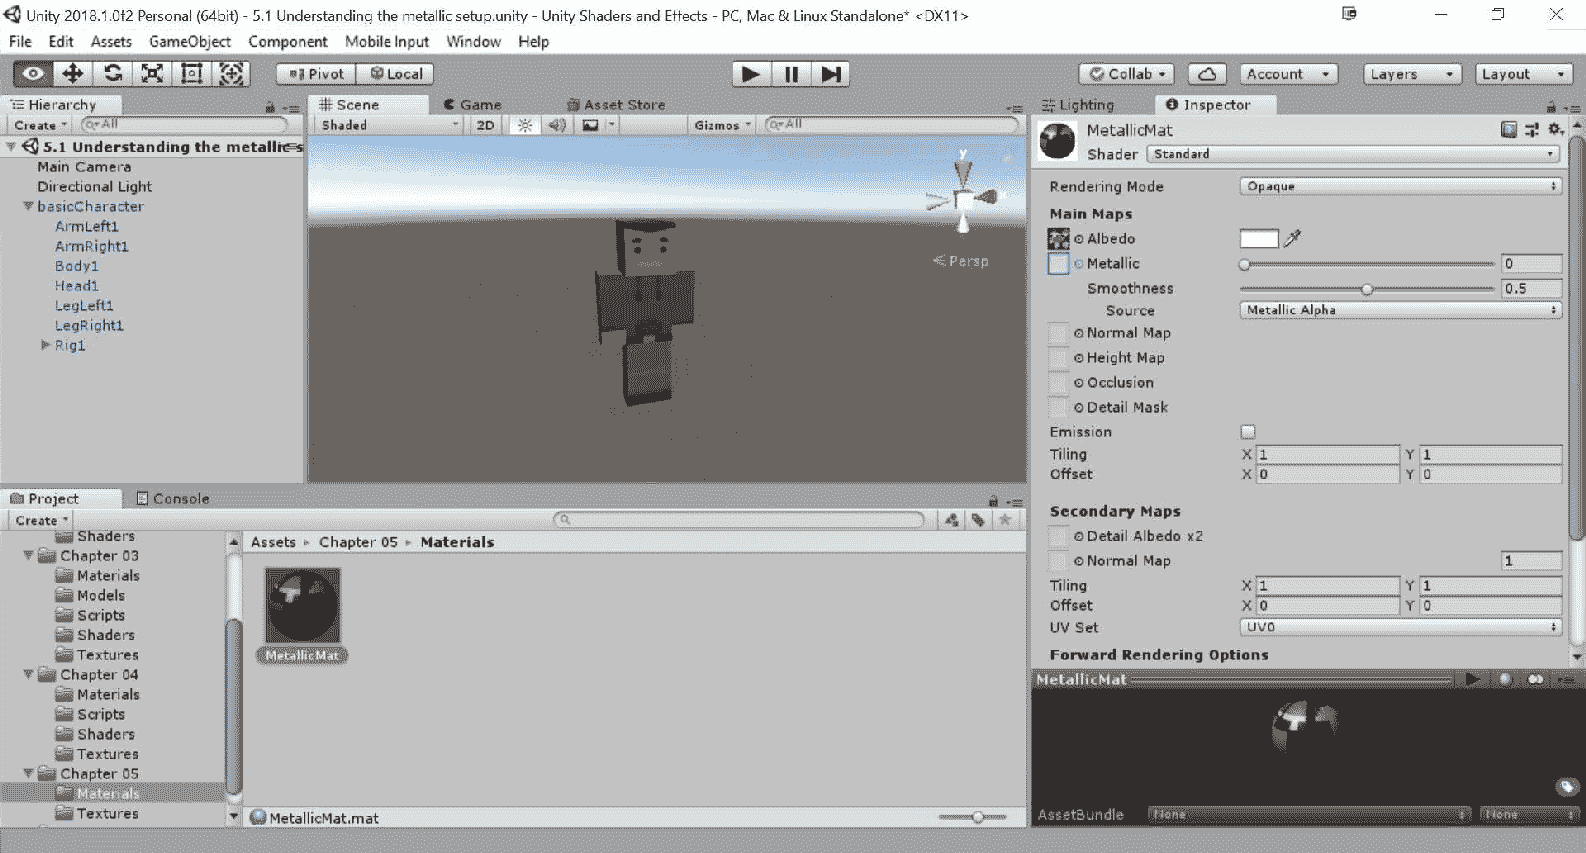 Unity 2018.1.0f2 Personal (64bit) - 5.1 Understanding the metallic setup.unity - Unity Shaders and Effects - PC, Mac & Linux Standalone* <DX11>
File Edit Assets GameObject Component Mobile Input Window Help
Pivot Local Collab Account Layers Layout
Hierarchy
Create All
5.1 Understanding the metallic s
Main Camera
Directional Light
basicCharacter
ArmLeft1
ArmRight1
Body1
Head1
LegLeft1
LegRight1
Rig1
Scene Game Asset Store
Shaded 2D Gizmos All
y
Persp
Lighting Inspector
MetallicMat
Shader Standard
Rendering Mode Opaque
Main Maps
Albedo
Metallic 0
Smoothness 0.5
Source Metallic Alpha
Normal Map
Height Map
Occlusion
Detail Mask
Emission
Tiling X 1 Y 1
Offset X 0 Y 0
Secondary Maps
Detail Albedo x2
Normal Map 1
Tiling X 1 Y 1
Offset X 0 Y 0
UV Set UV0
Forward Rendering Options
MetallicMat
AssetBundle None None
Project Console
Create
Shaders
Chapter 03
Materials
Models
Scripts
Shaders
Textures
Chapter 04
Materials
Scripts
Shaders
Textures
Chapter 05
Materials
Textures
Assets Chapter 05 Materials
MetallicMat
MetallicMat.mat